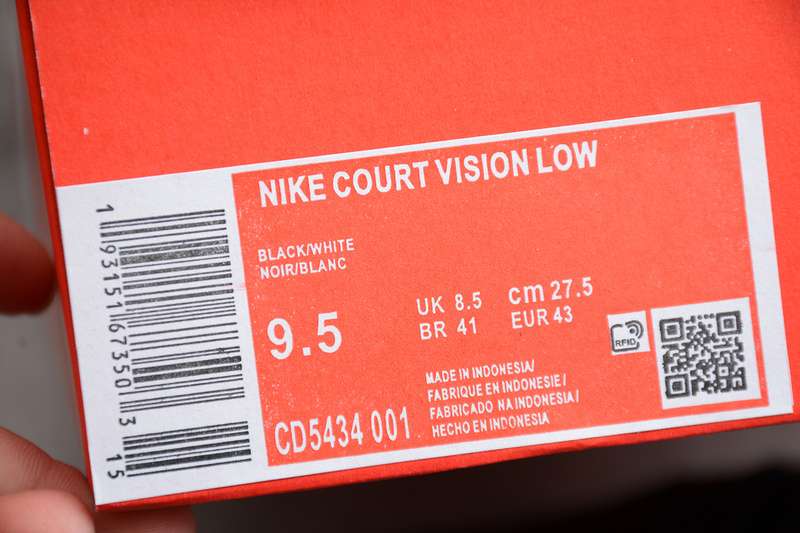 NIKE COURT VISION LOW
BLACK/WHITE
NOIR/BLANC
9.5
UK 8.5 cm 27.5
BR 41 EUR 43
RFID
MADE IN INDONESIA/
FABRIQUE EN INDONESIE/
FABRICADO NA INDONESIA/
HECHO EN INDONESIA
CD5434 001
1 93151 67350 3 15